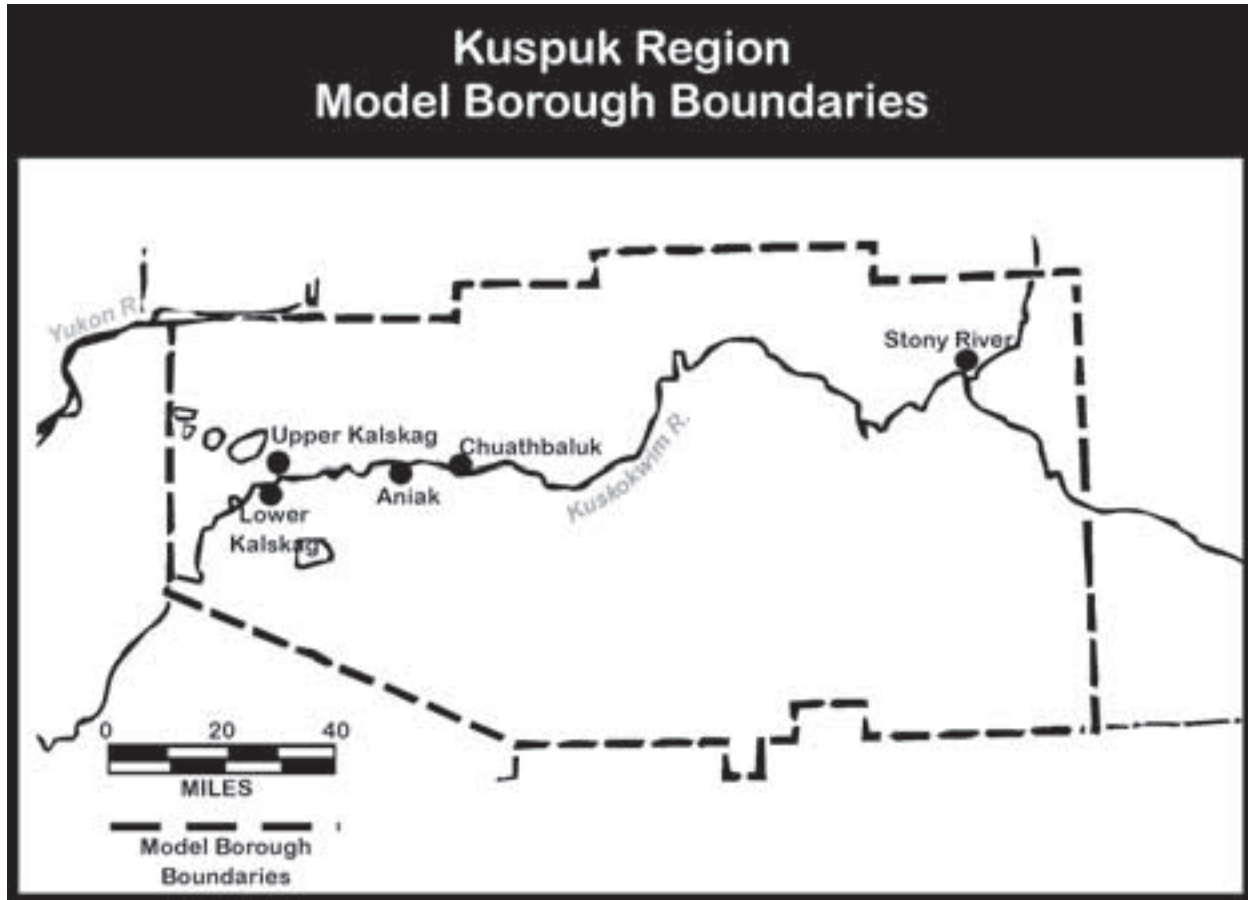 Kuspuk Region
Model Borough Boundaries
Yukon R.
Stony River
Upper Kalskag
Chuathbaluk
Kuskokwim R.
Aniak
Lower
Kalskag
0 20 40
MILES
Model Borough
Boundaries